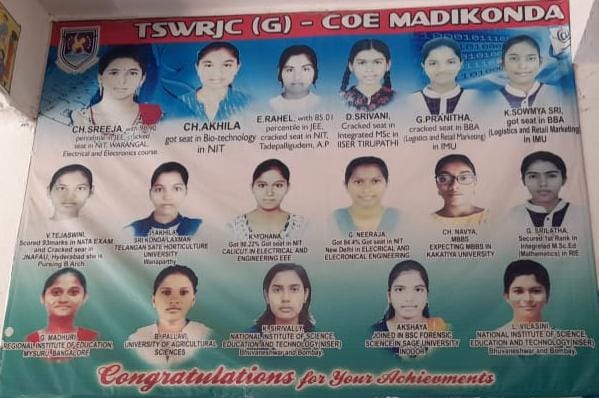 TSWRJC (G) - COE MADIKONDA
CH.SREEJA, with 98.90
percentile in JEE, cracked
seat in NIT, WARANGAL
Electrical and Electronics course
CH.AKHILA
got seat in Bio-technology
in NIT
E.RAHEL, with 85.01
percentile in JEE,
cracked seat in NIT,
Tadepalligudem, A.P
D.SRIVANI,
Cracked seat in
Integrated MSc in
IISER TIRUPATHI
G.PRANITHA,
cracked seat in BBA
(Logistics and Retail Marketing)
in IMU
K.SOWMYA SRI,
got seat in BBA
(Logistics and Retail Marketing
in IMU
V.TEJASWINI,
Scored 93marks in NATA EXAM
and Cracked sear in
JNAFAU, Hyderabad she is
Pursing B.Arch
J.AKHILA
SRI KONDA LAXMAN
TELANGAN SATE HORTICULTURE
UNIVERSITY
Wanaparthy
K.YOHANA,
Got 90.22% Got seat in NIT
CALICUT IN ELECTRICAL AND
ENGINEERING EEE
G. NEERAJA,
Got 84.4% Got seat in NIT
New Delhi in ELECTRICAL AND
ELECRONICAL ENGINEERING
CH. NAVYA,
MBBS
EXPECTING MBBS IN
KAKATIYA UNIVERSITY
G. SRILATHA,
Secured 1st Rank in
Integrated M.Sc.Ed
(Mathematics) in RIE
G. MADHURI
REGIONAL INSTITUTE OF EDUCATION
MYSURU, BANGALORE
B. PALLAVI,
UNIVERSITY OF AGRICULTURAL
SCIENCES
K. SIRIVALLY,
NATIONAL INSTITUTE OF SCIENCE,
EDUCATION AND TECHNOLOGY(NISER)
Bhuvaneshwar and Bombay
AKSHAYA
JOINED IN BSC FORENSIC
SCIENCE IN SAGE UNIVERSITY
INDOOR
L. VILASINI,
NATIONAL INSTITUTE OF SCIENCE,
EDUCATION AND TECHNOLOGY(NISER)
Bhuvaneshwar and Bombay
Congratulations for Your Achievments